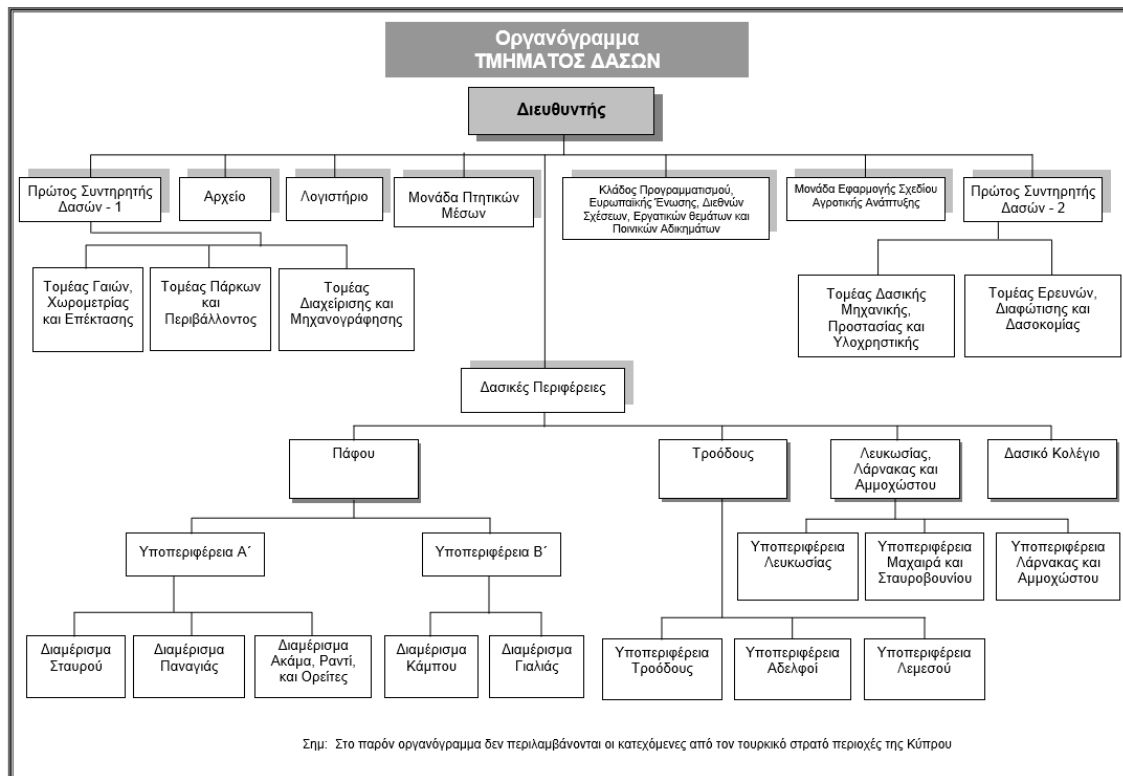 Οργανόγραμμα
ΤΜΗΜΑΤΟΣ ΔΑΣΩΝ
Διευθυντής
Πρώτος Συντηρητής
Δασών - 1
Αρχείο
Λογιστήριο
Μονάδα Πτητικών
Μέσων
Κλάδος Προγραμματισμού,
Ευρωπαϊκής Ένωσης, Διεθνών
Σχέσεων, Εργατικών θεμάτων και
Ποινικών Αδικημάτων
Μονάδα Εφαρμογής Σχεδίου
Αγροτικής Ανάπτυξης
Πρώτος Συντηρητής
Δασών - 2
Τομέας Γαιών,
Χωρομετρίας
και Επέκτασης
Τομέας Πάρκων
και
Περιβάλλοντος
Τομέας
Διαχείρισης και
Μηχανογράφησης
Τομέας Δασικής
Μηχανικής,
Προστασίας και
Υλοχρηστικής
Τομέας Ερευνών,
Διαφώτισης και
Δασοκομίας
Δασικές Περιφέρειες
Πάφου
Τροόδους
Λευκωσίας,
Λάρνακας και
Αμμοχώστου
Δασικό Κολέγιο
Υποπεριφέρεια Α΄
Υποπεριφέρεια Β΄
Υποπεριφέρεια
Λευκωσίας
Υποπεριφέρεια
Μαχαιρά και
Σταυροβουνίου
Υποπεριφέρεια
Λάρνακας και
Αμμοχώστου
Διαμέρισμα
Σταυρού
Διαμέρισμα
Παναγιάς
Διαμέρισμα
Ακάμα, Ραντί,
και Ορείτες
Διαμέρισμα
Κάμπου
Διαμέρισμα
Γιαλιάς
Υποπεριφέρεια
Τροόδους
Υποπεριφέρεια
Αδελφοί
Υποπεριφέρεια
Λεμεσού
Σημ: Στο παρόν οργανόγραμμα δεν περιλαμβάνονται οι κατεχόμενες από τον τουρκικό στρατό περιοχές της Κύπρου